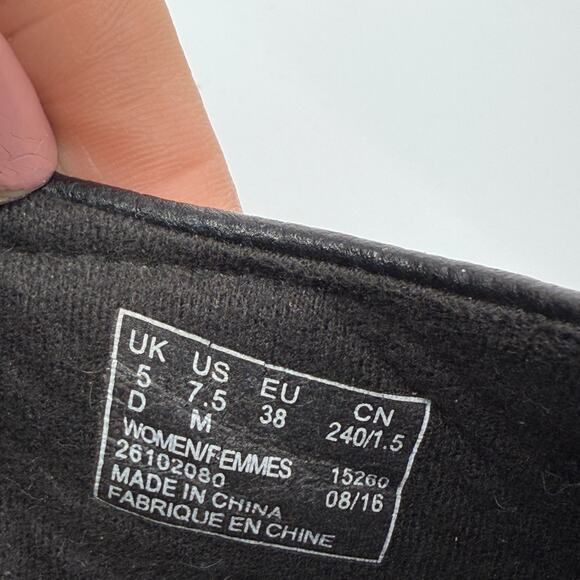 UK US EU CN
5 7.5 38 240/1.5
D M
WOMEN/FEMMES
26102080 15260
MADE IN CHINA 08/16
FABRIQUE EN CHINE